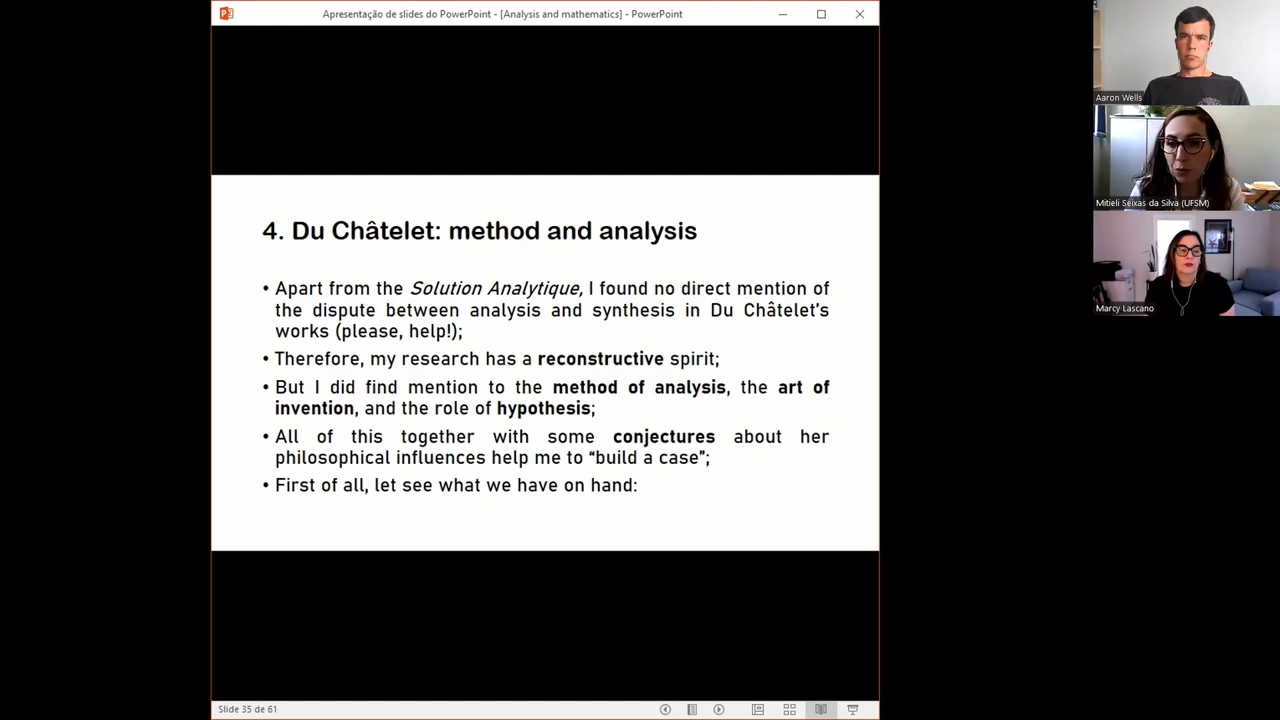 Apresentação de slides do PowerPoint - [Analysis and mathematics] - PowerPoint
4. Du Châtelet: method and analysis
• Apart from the Solution Analytique, I found no direct mention of
the dispute between analysis and synthesis in Du Châtelet's
works (please, help!);
• Therefore, my research has a reconstructive spirit;
• But I did find mention to the method of analysis, the art of
invention, and the role of hypothesis;
• All of this together with some conjectures about her
philosophical influences help me to “build a case”;
• First of all, let see what we have on hand:
Slide 35 de 61
Aaron Wells
Mitieli Seixas da Silva (UFSM)
Marcy Lascano